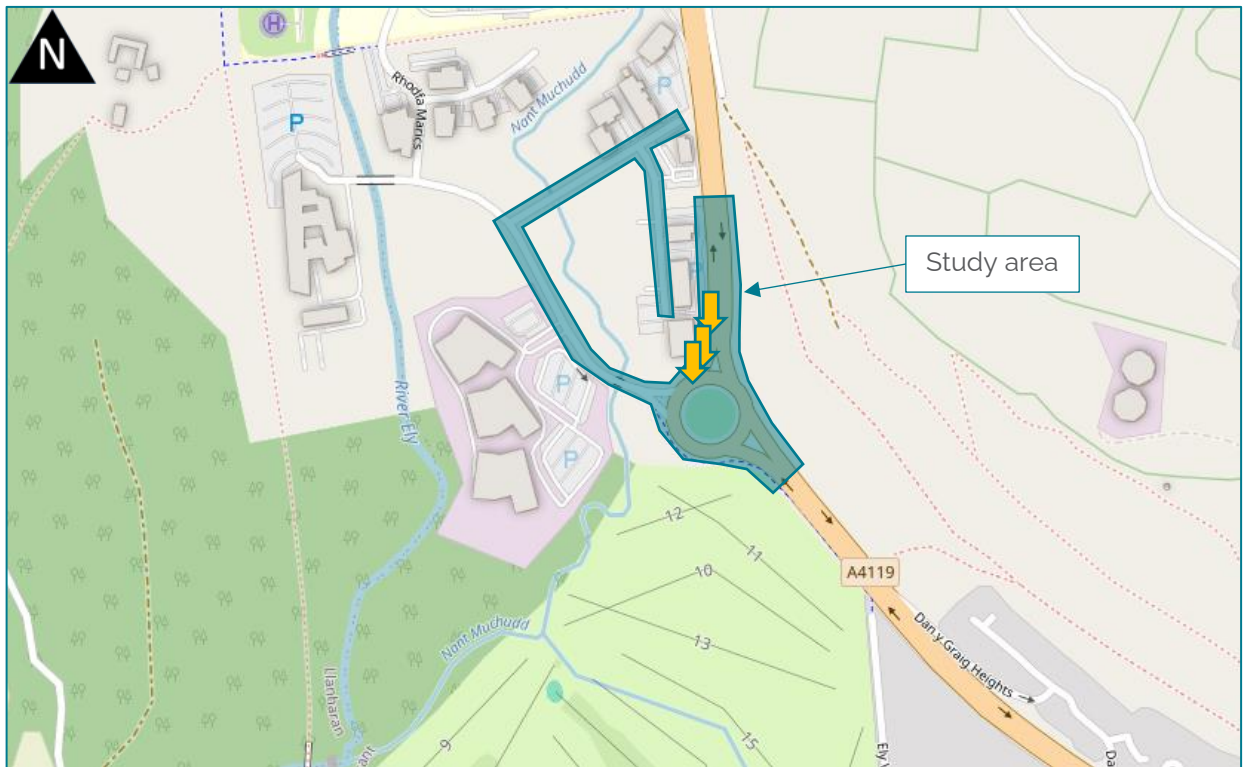 N
H
P
Rhodfa Marics
Nant Muchudd
P
P
Study area
River Ely
P
P
12
11
10
13
A4119
Dan y Graig Heights
Nant Muchudd
Llanharan
9
15
Ely